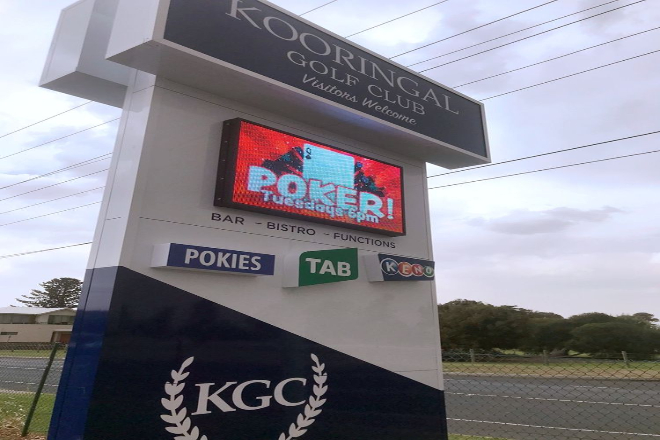 KOORINGAL
GOLF CLUB
Visitors Welcome
POKER!
Tuesdays 6pm
BAR - BISTRO - FUNCTIONS
POKIES
TAB
KENO
KGC